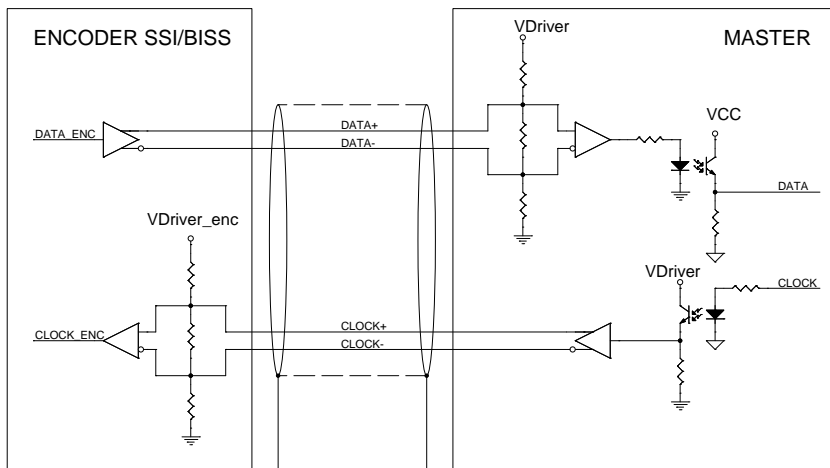 ENCODER SSI/BISS
MASTER
VDriver
DATA_ENC
DATA+
DATA-
VCC
DATA
VDriver_enc
VDriver
CLOCK
CLOCK_ENC
CLOCK+
CLOCK-